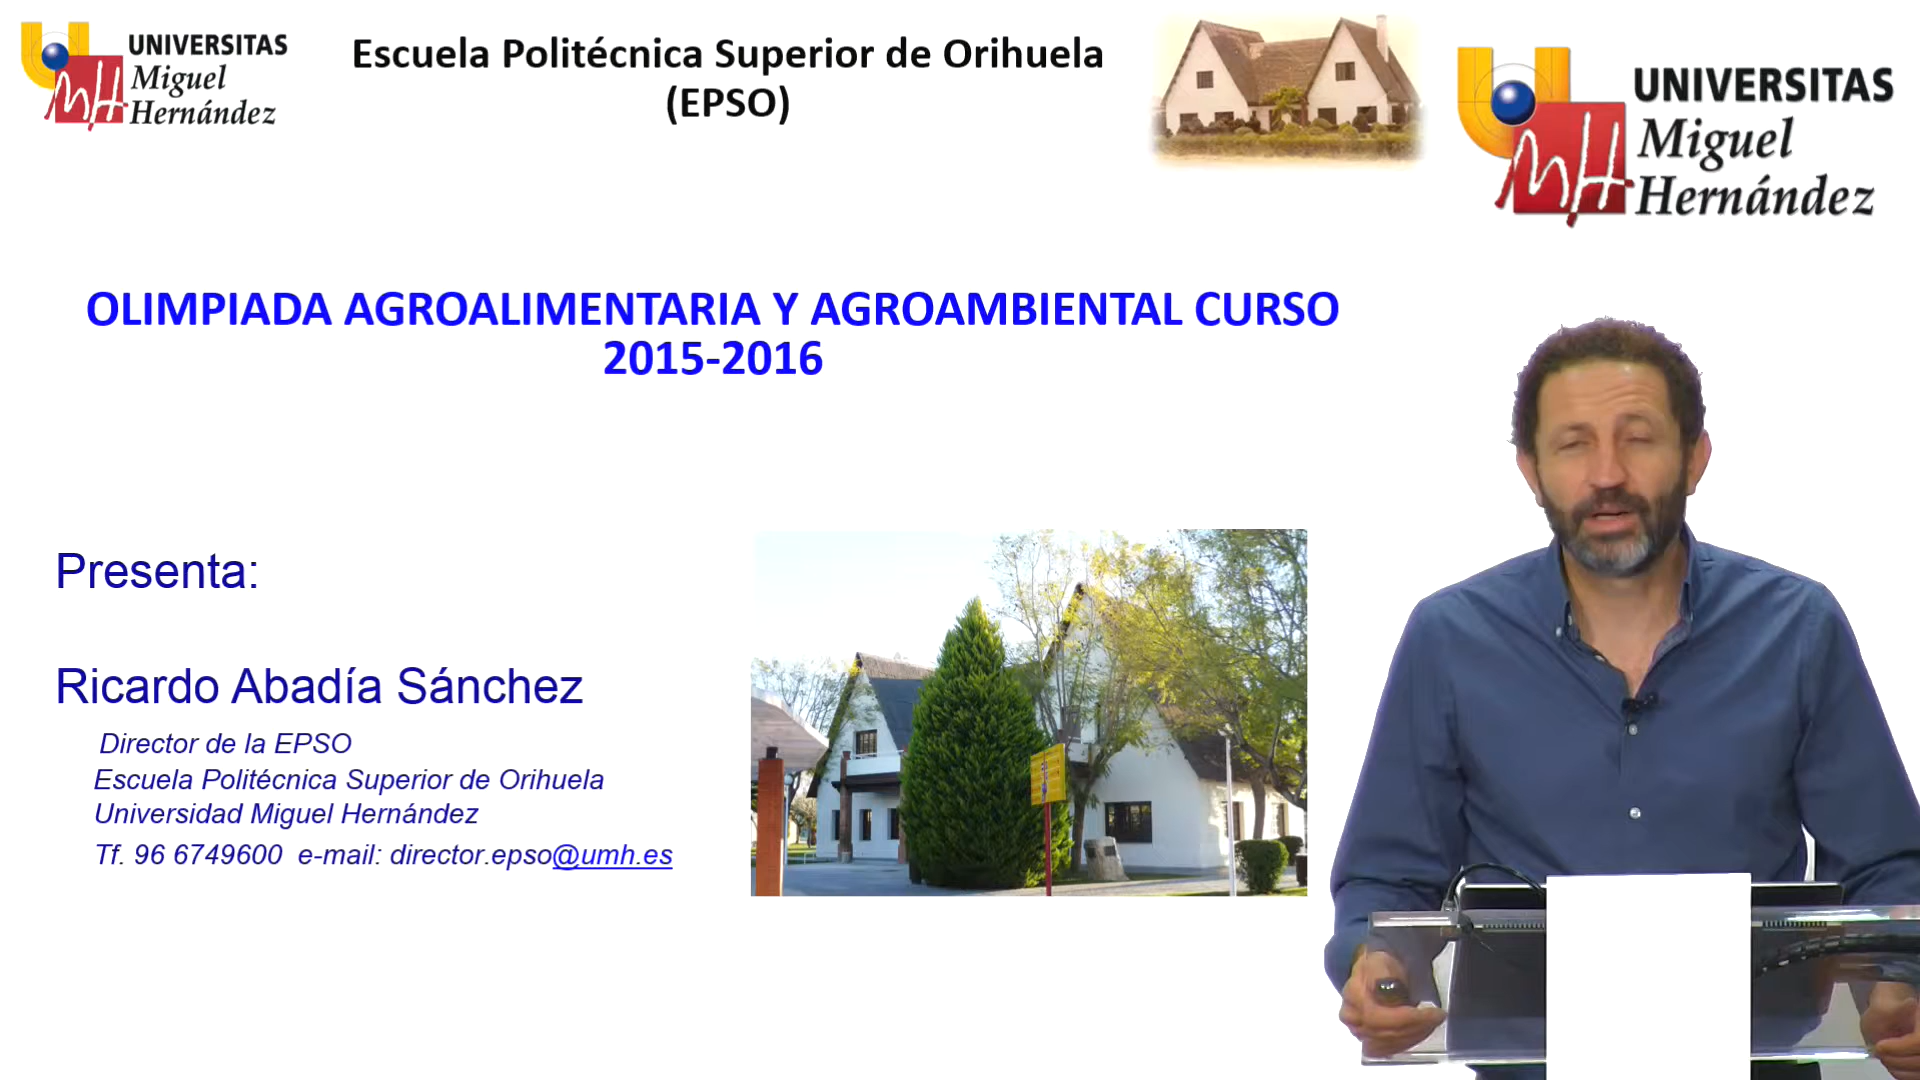 UNIVERSITAS
Miguel
Hernández
Escuela Politécnica Superior de Orihuela
(EPSO)
UNIVERSITAS
Miguel
Hernández
OLIMPIADA AGROALIMENTARIA Y AGROAMBIENTAL CURSO
2015-2016
Presenta:
Ricardo Abadía Sánchez
Director de la EPSO
Escuela Politécnica Superior de Orihuela
Universidad Miguel Hernández
Tf. 96 6749600 e-mail: director.epso@umh.es